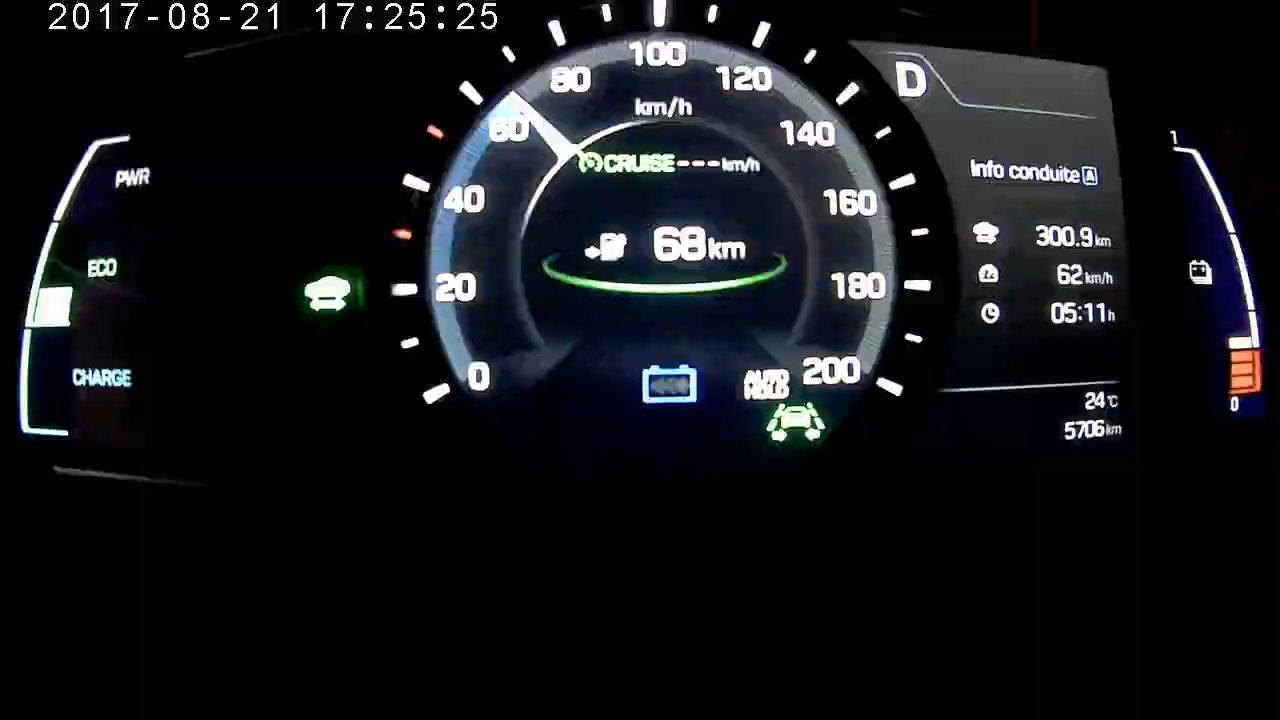 2017-08-21 17:25:25
PWR
ECO
CHARGE
0
20
40
60
80
100
120
140
160
180
200
km/h
CRUISE---km/h
68km
AUTO
HOLD
D
Info conduite A
300.9km
62km/h
05:11h
24°C
5706km
1
0